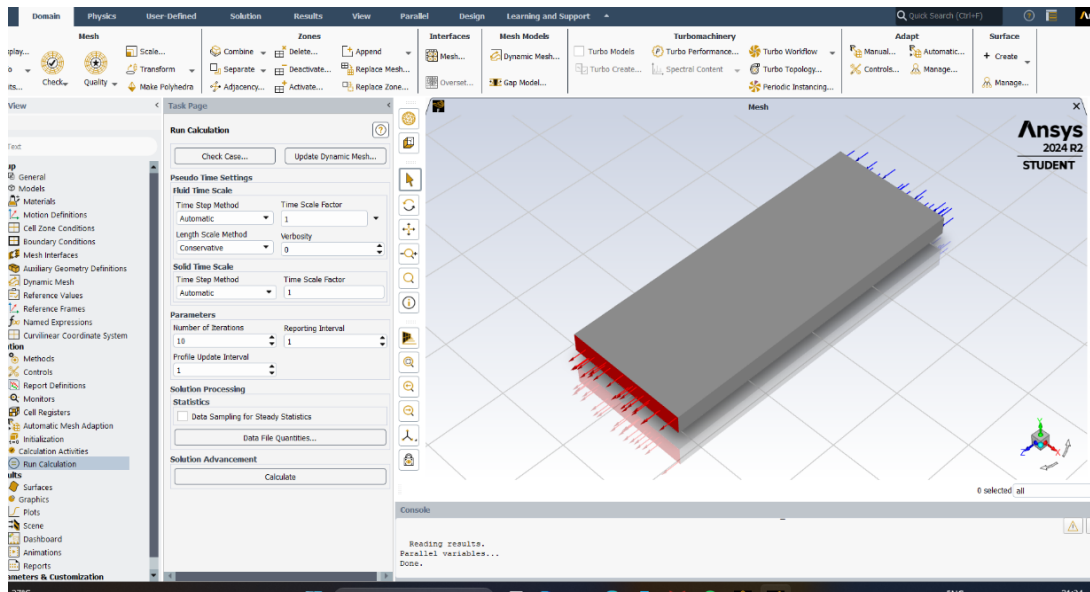 Domain Physics User-Defined Solution Results View Parallel Design Learning and Support Quick Search (Ctrl+F)
Mesh Zones Interfaces Mesh Models Turbomachinery Adapt Surface
Scale... Combine Delete... Append Mesh... Dynamic Mesh... Turbo Models Turbo Performance... Turbo Workflow Manual... Automatic... + Create
Transform Separate Deactivate... Replace Mesh... Turbo Create... Spectral Content Turbo Topology... Controls... Manage...
Check Quality Make Polyhedra Adjacency... Activate... Replace Zone... Overset... Gap Model... Periodic Instancing... Manage...
View
General
Models
Materials
Motion Definitions
Cell Zone Conditions
Boundary Conditions
Mesh Interfaces
Auxiliary Geometry Definitions
Dynamic Mesh
Reference Values
Reference Frames
Named Expressions
Curvilinear Coordinate System
Methods
Controls
Report Definitions
Monitors
Cell Registers
Automatic Mesh Adaption
Initialization
Calculation Activities
Run Calculation
Surfaces
Graphics
Plots
Scene
Dashboard
Animations
Reports
Task Page
Run Calculation
Check Case... Update Dynamic Mesh...
Pseudo Time Settings
Fluid Time Scale
Time Step Method Time Scale Factor
Automatic 1
Length Scale Method Verbosity
Conservative 0
Solid Time Scale
Time Step Method Time Scale Factor
Automatic 1
Parameters
Number of Iterations Reporting Interval
10 1
Profile Update Interval
1
Solution Processing
Statistics
Data Sampling for Steady Statistics
Data File Quantities...
Solution Advancement
Calculate
Mesh
Ansys
2024 R2
STUDENT
0 selected all
Console
Reading results.
Parallel variables...
Done.